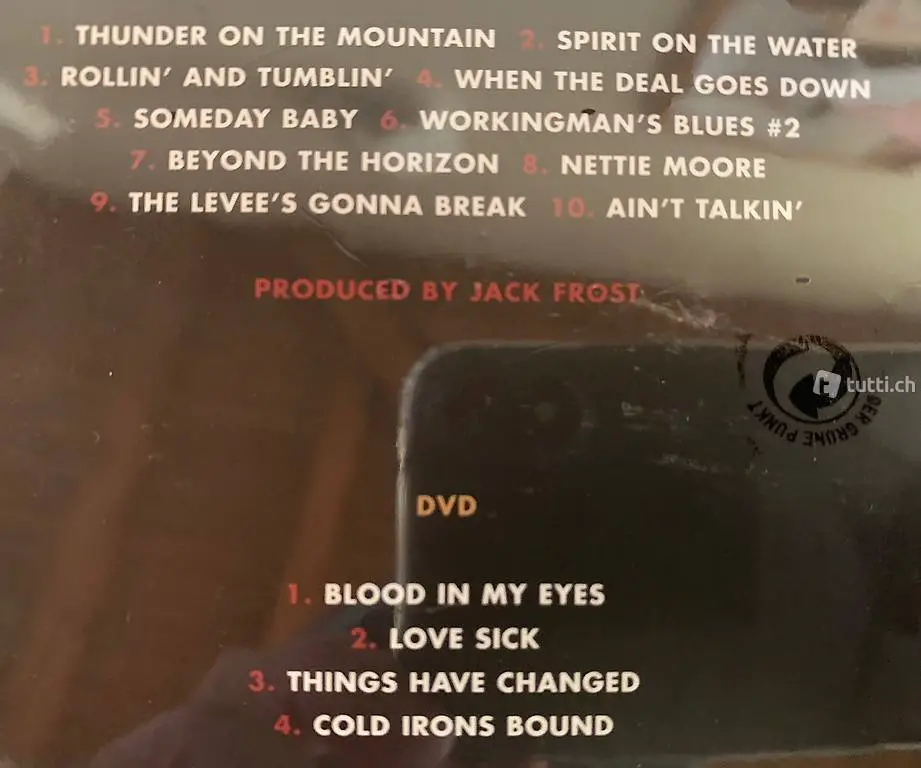 1. THUNDER ON THE MOUNTAIN 2. SPIRIT ON THE WATER
3. ROLLIN' AND TUMBLIN' 4. WHEN THE DEAL GOES DOWN
5. SOMEDAY BABY 6. WORKINGMAN'S BLUES #2
7. BEYOND THE HORIZON 8. NETTIE MOORE
9. THE LEVEE'S GONNA BREAK 10. AIN'T TALKIN'
PRODUCED BY JACK FROST
tutti.ch
DER GRÜNE PUNKT
DVD
1. BLOOD IN MY EYES
2. LOVE SICK
3. THINGS HAVE CHANGED
4. COLD IRONS BOUND